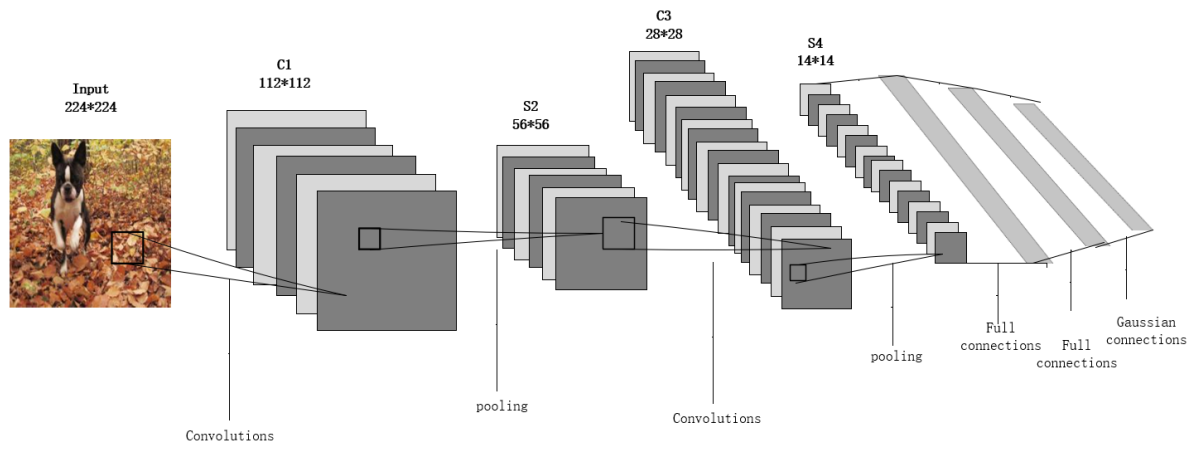 Input
224*224
C1
112*112
S2
56*56
C3
28*28
S4
14*14
Convolutions
pooling
Convolutions
pooling
Full
connections
Full
connections
Gaussian
connections